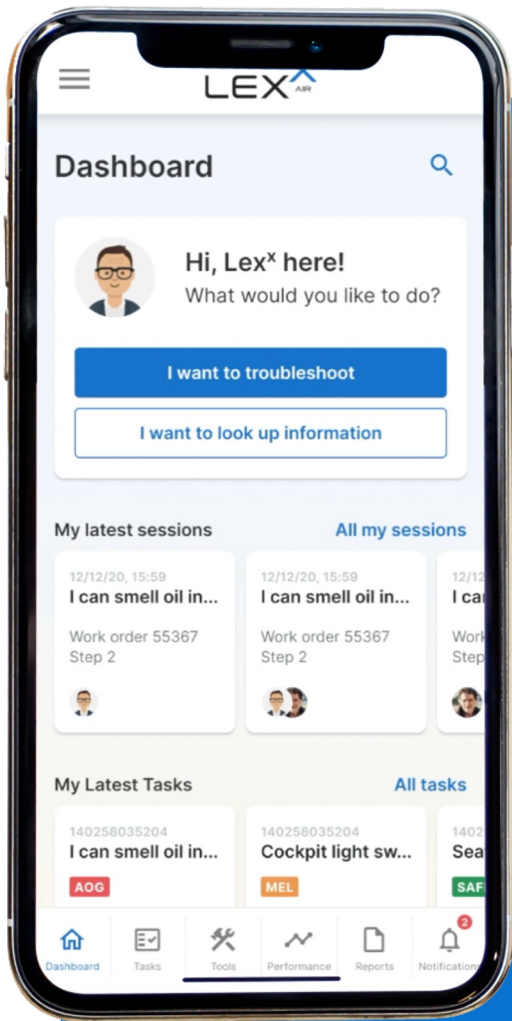 LEX^X
AIR
Dashboard
Hi, Lexˣ here!
What would you like to do?
I want to troubleshoot
I want to look up information
My latest sessions
All my sessions
12/12/20, 15:59
I can smell oil in...
Work order 55367
Step 2
12/12/20, 15:59
I can smell oil in...
Work order 55367
Step 2
12/12
I ca
Work
Step
My Latest Tasks
All tasks
140258035204
I can smell oil in...
AOG
140258035204
Cockpit light sw...
MEL
1402
Sea
SAF
2
Dashboard
Tasks
Tools
Performance
Reports
Notification